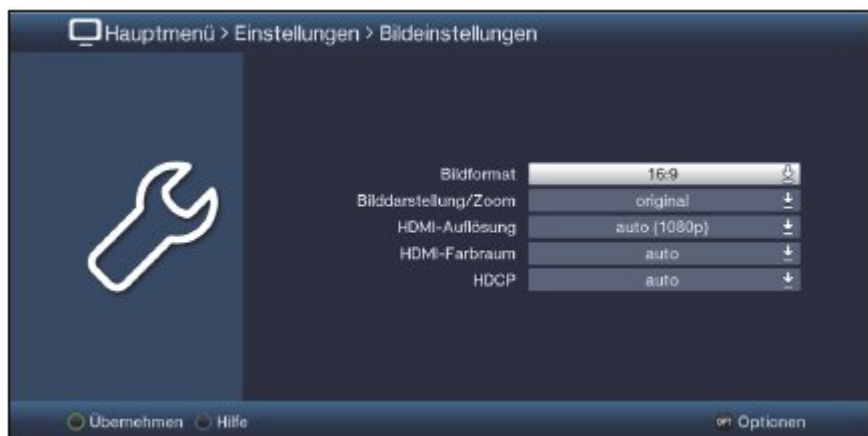 Hauptmenü > Einstellungen > Bildeinstellungen
Bildformat 16:9
Bilddarstellung/Zoom original
HDMI-Auflösung auto (1080p)
HDMI-Farbraum auto
HDCP auto
Übernehmen Hilfe OPT Optionen